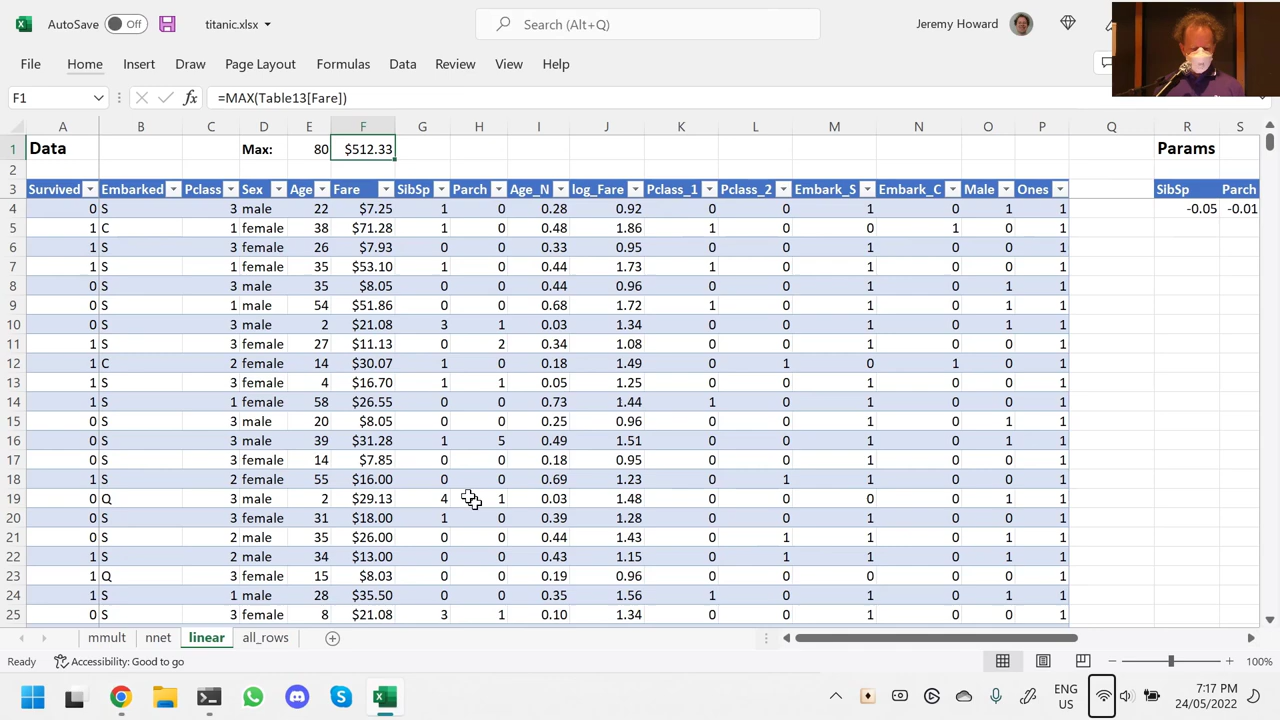 AutoSave Off titanic.xlsx Search (Alt+Q) Jeremy Howard
File Home Insert Draw Page Layout Formulas Data Review View Help
F1 fx =MAX(Table13[Fare])
A B C D E F G H I J K L M N O P Q R S
1 Data Max: 80 $512.33 Params
2
3 Survived Embarked Pclass Sex Age Fare SibSp Parch Age_N log_Fare Pclass_1 Pclass_2 Embark_S Embark_C Male Ones SibSp Parch
4 0 S 3 male 22 $7.25 1 0 0.28 0.92 0 0 1 0 1 1 -0.05 -0.01
5 1 C 1 female 38 $71.28 1 0 0.48 1.86 1 0 0 1 0 1
6 1 S 3 female 26 $7.93 0 0 0.33 0.95 0 0 1 0 0 1
7 1 S 1 female 35 $53.10 1 0 0.44 1.73 1 0 1 0 0 1
8 0 S 3 male 35 $8.05 0 0 0.44 0.96 0 0 1 0 1 1
9 0 S 1 male 54 $51.86 0 0 0.68 1.72 1 0 1 0 1 1
10 0 S 3 male 2 $21.08 3 1 0.03 1.34 0 0 1 0 1 1
11 1 S 3 female 27 $11.13 0 2 0.34 1.08 0 0 1 0 0 1
12 1 C 2 female 14 $30.07 1 0 0.18 1.49 0 1 0 1 0 1
13 1 S 3 female 4 $16.70 1 1 0.05 1.25 0 0 1 0 0 1
14 1 S 1 female 58 $26.55 0 0 0.73 1.44 1 0 1 0 0 1
15 0 S 3 male 20 $8.05 0 0 0.25 0.96 0 0 1 0 1 1
16 0 S 3 male 39 $31.28 1 5 0.49 1.51 0 0 1 0 1 1
17 0 S 3 female 14 $7.85 0 0 0.18 0.95 0 0 1 0 0 1
18 1 S 2 female 55 $16.00 0 0 0.69 1.23 0 1 1 0 0 1
19 0 Q 3 male 2 $29.13 4 1 0.03 1.48 0 0 0 0 1 1
20 0 S 3 female 31 $18.00 1 0 0.39 1.28 0 0 1 0 0 1
21 0 S 2 male 35 $26.00 0 0 0.44 1.43 0 1 1 0 1 1
22 1 S 2 male 34 $13.00 0 0 0.43 1.15 0 1 1 0 1 1
23 1 Q 3 female 15 $8.03 0 0 0.19 0.96 0 0 0 0 0 1
24 1 S 1 male 28 $35.50 0 0 0.35 1.56 1 0 1 0 1 1
25 0 S 3 female 8 $21.08 3 1 0.10 1.34 0 0 1 0 0 1
mmult nnet linear all_rows
Ready Accessibility: Good to go 100%
ENG 7:17 PM
US 24/05/2022